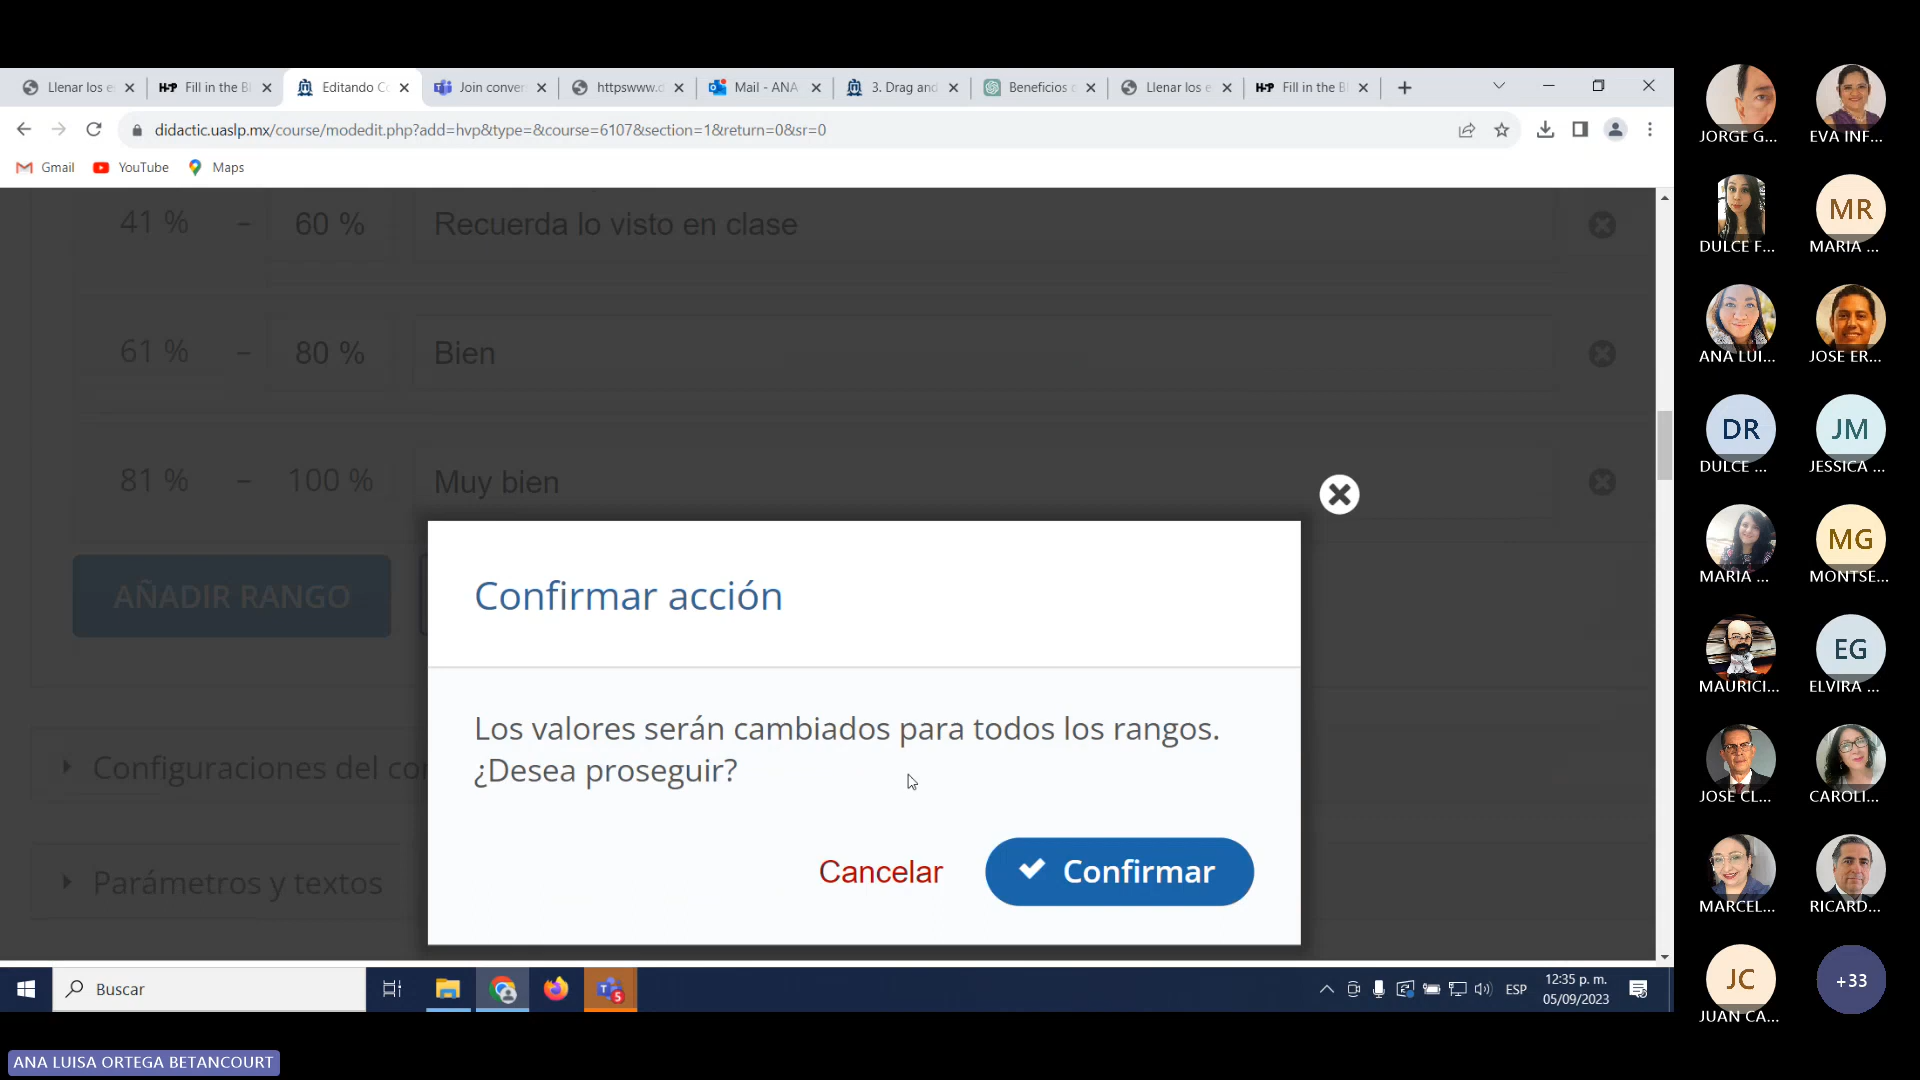 Llenar los e
H-P Fill in the Bl
Editando Co
Join conver
httpswww.d
Mail - ANA
3. Drag and
Beneficios
Llenar los e
H-P Fill in the Bl
didactic.uaslp.mx/course/modedit.php?add=hvp&type=&course=6107&section=1&return=0&sr=0
Gmail
YouTube
Maps
41 % – 60 % Recuerda lo visto en clase
61 % – 80 % Bien
81 % – 100 % Muy bien
AÑADIR RANGO
Configuraciones del co
Parámetros y textos
Confirmar acción
Los valores serán cambiados para todos los rangos.
¿Desea proseguir?
Cancelar
Confirmar
Buscar
5
ESP
12:35 p. m.
05/09/2023
ANA LUISA ORTEGA BETANCOURT
JORGE G...
EVA INF...
DULCE F...
MR
MARIA ...
ANA LUI...
JOSE ER...
DR
DULCE ...
JM
JESSICA ...
MARIA ...
MG
MONTSE...
MAURICI...
EG
ELVIRA ...
JOSE CL...
CAROLI...
MARCEL...
RICARD...
JC
JUAN CA...
+33